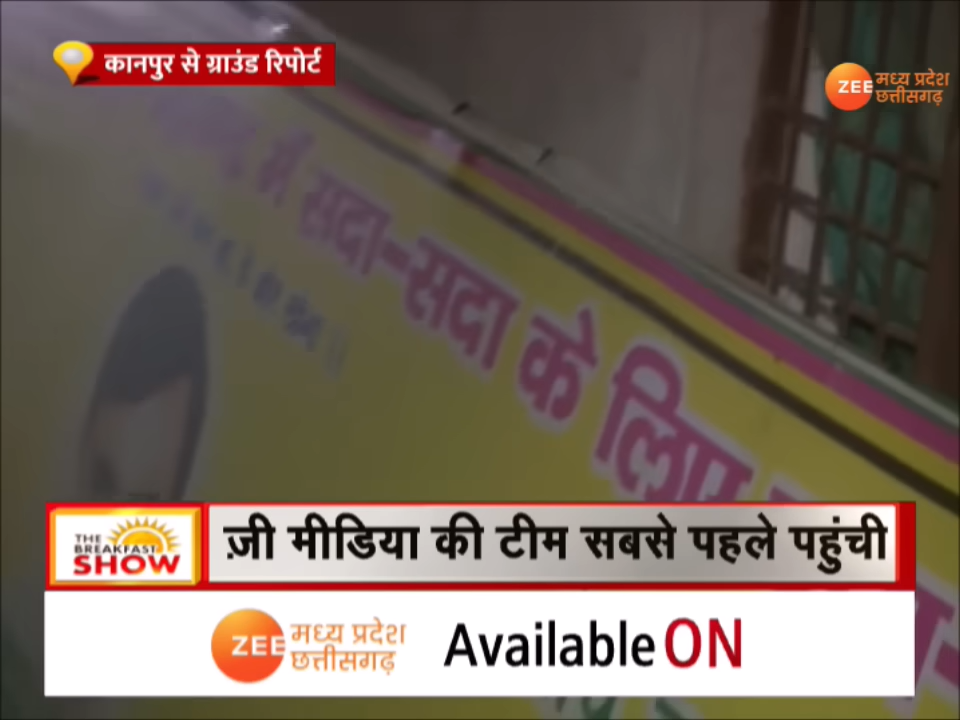 कानपुर से ग्राउंड रिपोर्ट
ZEE मध्य प्रदेश
छत्तीसगढ़
में सदा-सदा के लिए
THE
BREAKFAST
SHOW
ज़ी मीडिया की टीम सबसे पहले पहुंची
ZEE मध्य प्रदेश
छत्तीसगढ़
Available ON